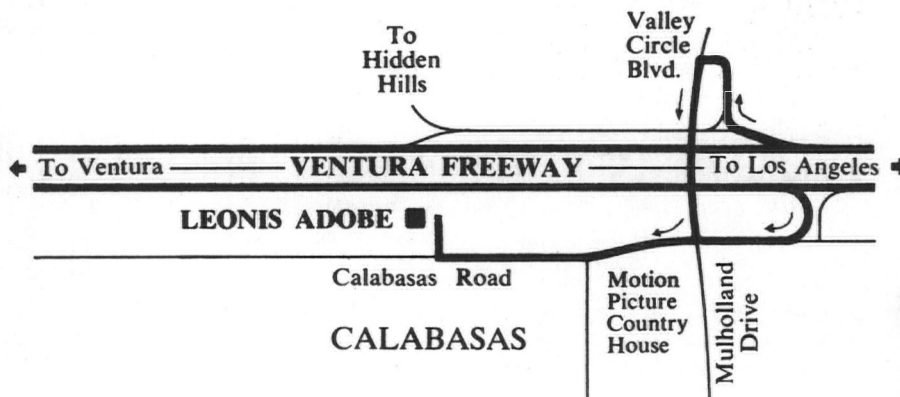 To
Hidden
Hills
Valley
Circle
Blvd.
To Ventura VENTURA FREEWAY To Los Angeles
LEONIS ADOBE
Calabasas Road
CALABASAS
Motion
Picture
Country
House
Mulholland
Drive